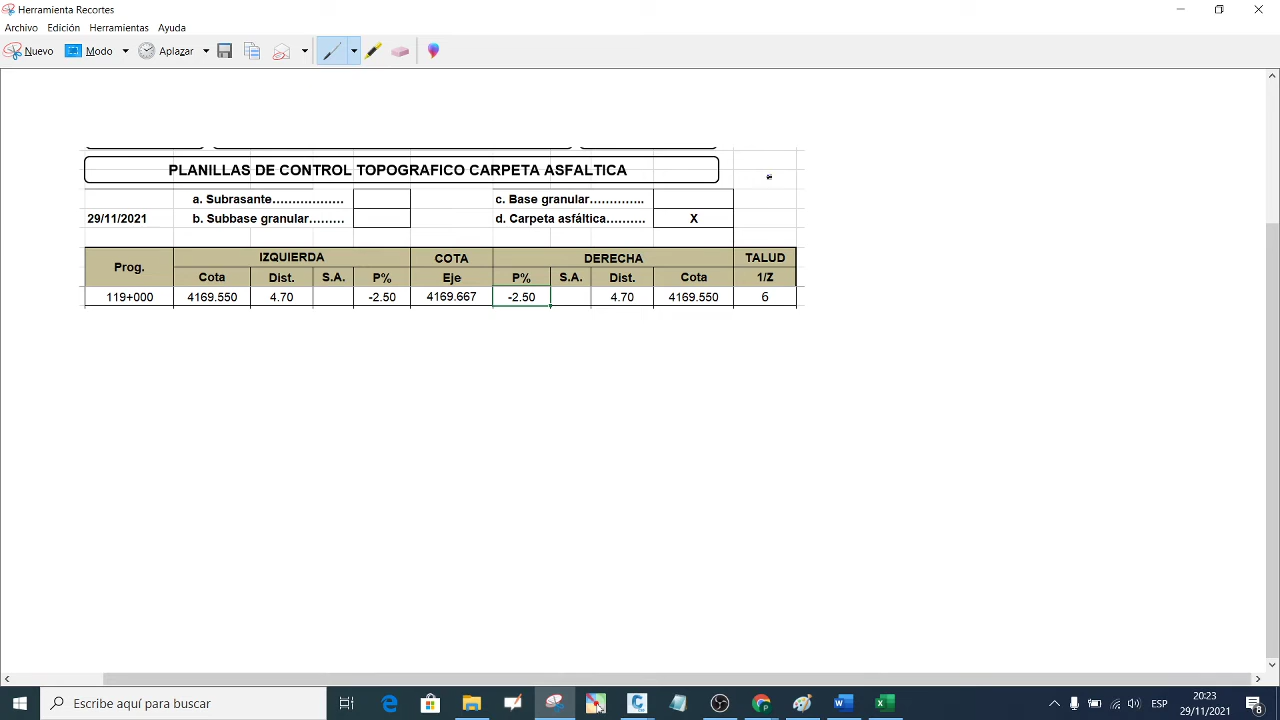 Herramienta Recortes
Archivo Edición Herramientas Ayuda
Nuevo Modo Aplazar
PLANILLAS DE CONTROL TOPOGRAFICO CARPETA ASFALTICA
a. Subrasante.................. c. Base granular..............
29/11/2021 b. Subbase granular......... d. Carpeta asfáltica.......... X
Prog. IZQUIERDA COTA DERECHA TALUD
Cota Dist. S.A. P% Eje P% S.A. Dist. Cota 1/Z
119+000 4169.550 4.70 -2.50 4169.667 -2.50 4.70 4169.550 6
Escribe aquí para buscar
ESP 20:23
29/11/2021 8